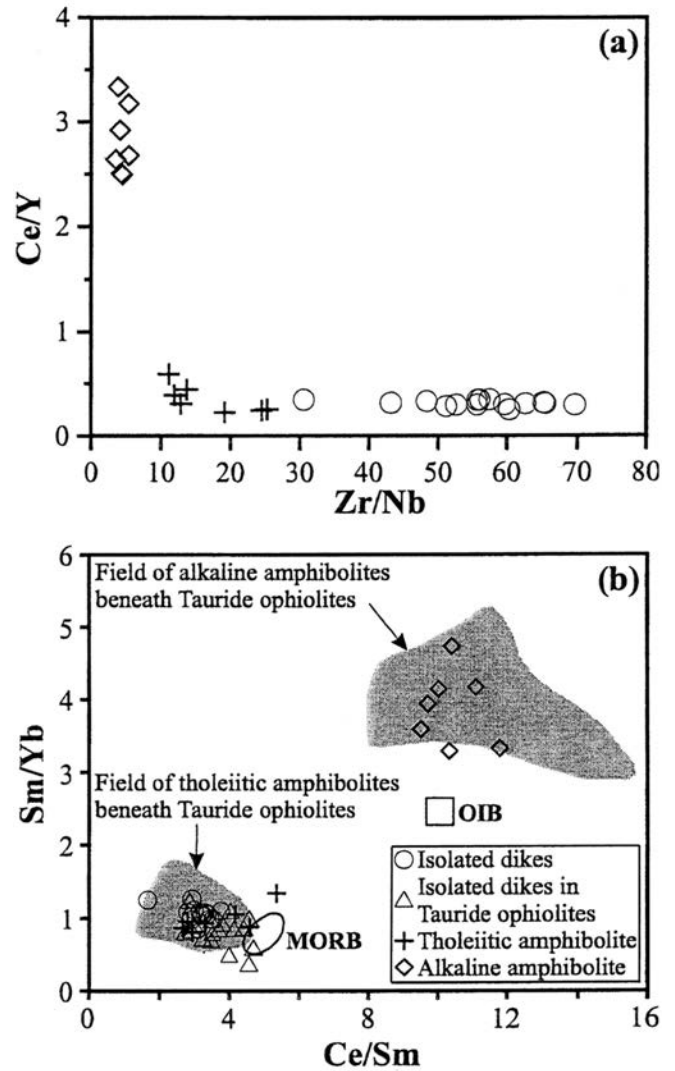 (a)
4
3
2
1
0
Ce/Y
0 10 20 30 40 50 60 70 80
Zr/Nb
(b)
6
5
4
3
2
1
0
Sm/Yb
Field of alkaline amphibolites
beneath Tauride ophiolites
Field of tholeiitic amphibolites
beneath Tauride ophiolites
OIB
MORB
Isolated dikes
Isolated dikes in
Tauride ophiolites
Tholeiitic amphibolite
Alkaline amphibolite
0 4 8 12 16
Ce/Sm